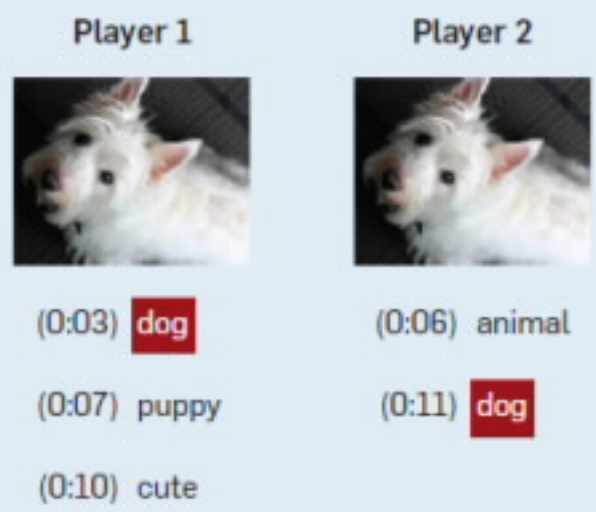 Player 1
Player 2
(0:03) dog
(0:06) animal
(0:07) puppy
(0:11) dog
(0:10) cute